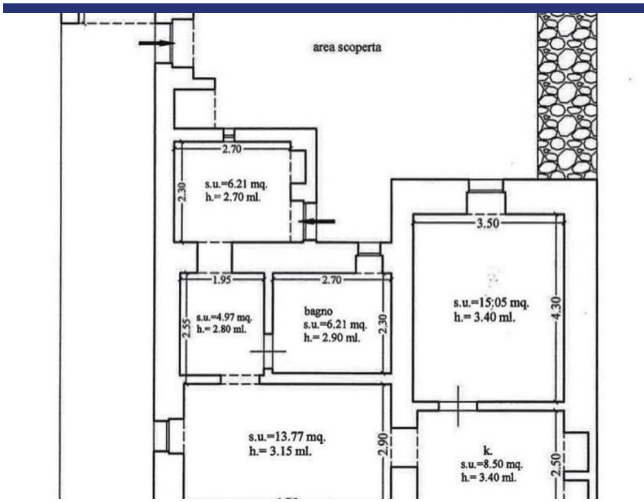 area scoperta
2.70
2.30
s.u.=6.21 mq.
h.= 2.70 ml.
3.50
s.u.=15.05 mq.
h.= 3.40 ml.
4.30
1.95
2.55
s.u.=4.97 mq.
h.= 2.80 ml.
2.70
bagno
s.u.=6.21 mq.
h.= 2.90 ml.
2.30
s.u.=13.77 mq.
h.= 3.15 ml.
2.90
k.
s.u.=8.50 mq.
h.= 3.40 ml.
2.50